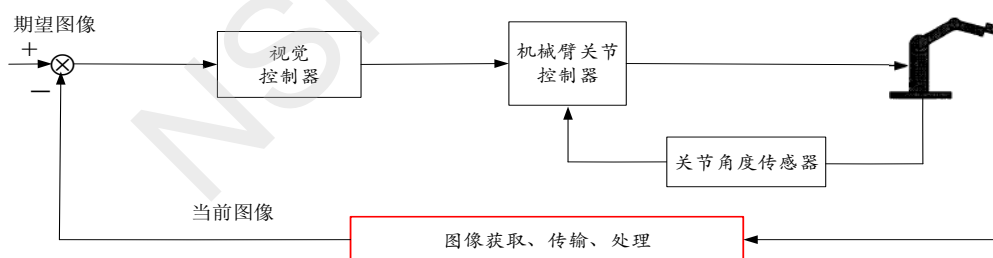 期望图像
+
视觉
控制器
机械臂关节
控制器
−
关节角度传感器
当前图像
图像获取、传输、处理
NSF